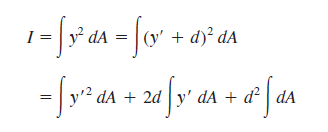 I = ∫ y² dA = ∫ (y' + d)² dA
= ∫ y'² dA + 2d ∫ y' dA + d² ∫ dA